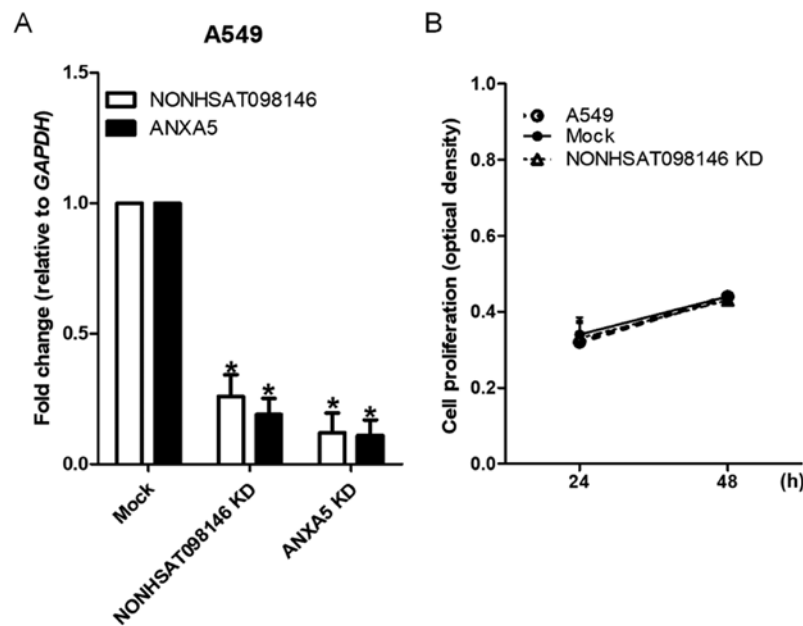 A
A549
Fold change (relative to GAPDH)
1.5
1.0
0.5
0.0
NONHSAT098146
ANXA5
*
*
*
*
Mock
NONHSAT098146 KD
ANXA5 KD
B
Cell proliferation (optical density)
1.0
0.8
0.6
0.4
0.2
0.0
A549
Mock
NONHSAT098146 KD
24
48
(h)